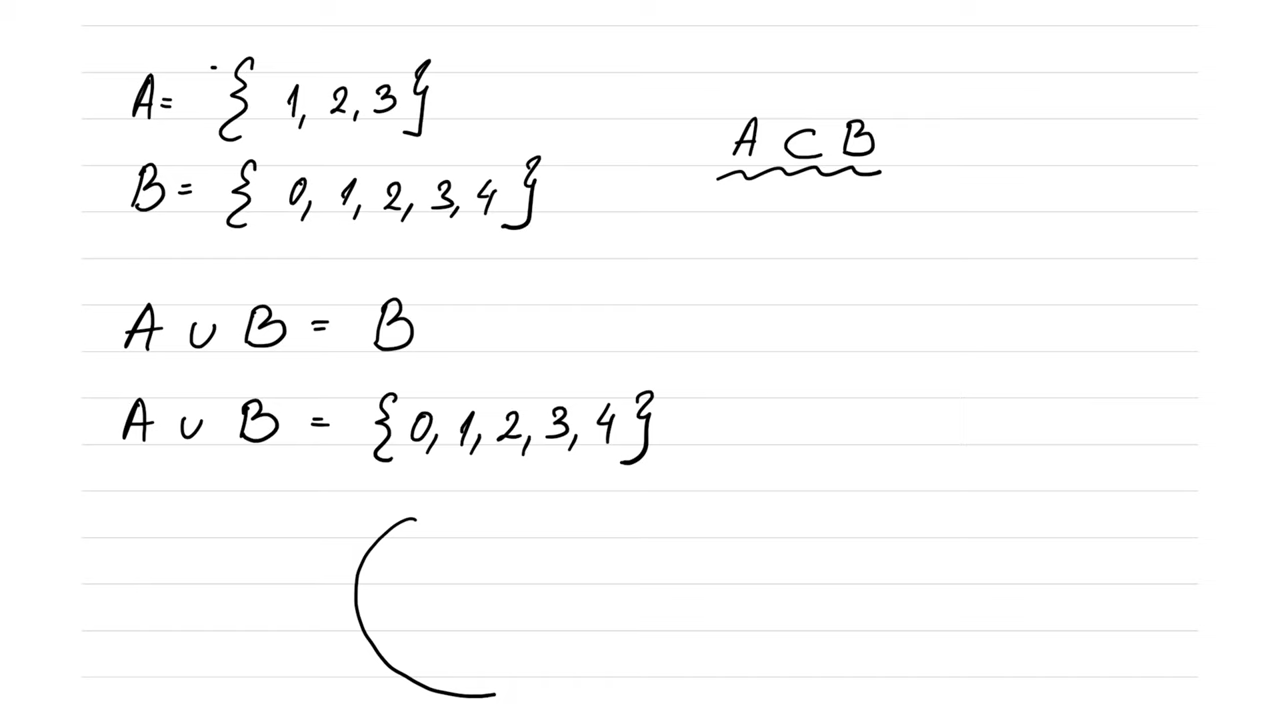 A = { 1, 2, 3 }
A ⊂ B
B = { 0, 1, 2, 3, 4 }
A ∪ B = B
A ∪ B = {0, 1, 2, 3, 4}